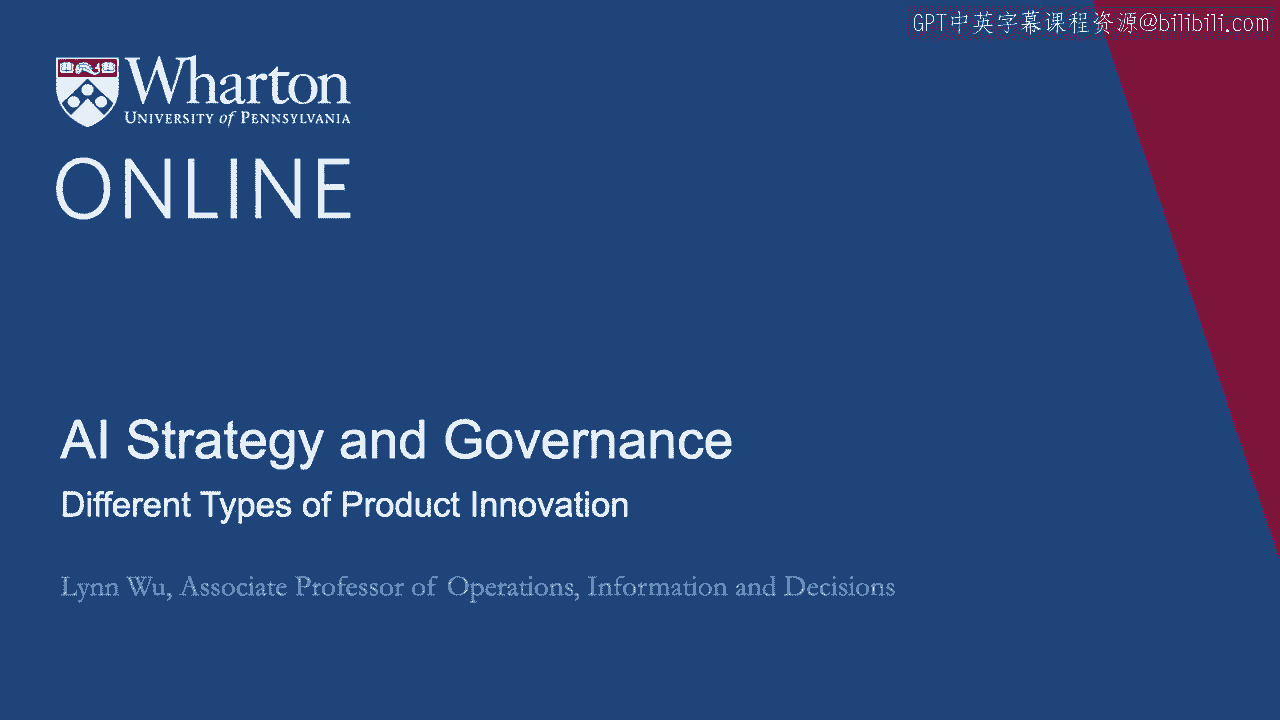 GPT中英字幕课程资源@bilibili.com
Wharton
UNIVERSITY of PENNSYLVANIA
ONLINE
AI Strategy and Governance
Different Types of Product Innovation
Lynn Wu, Associate Professor of Operations, Information and Decisions